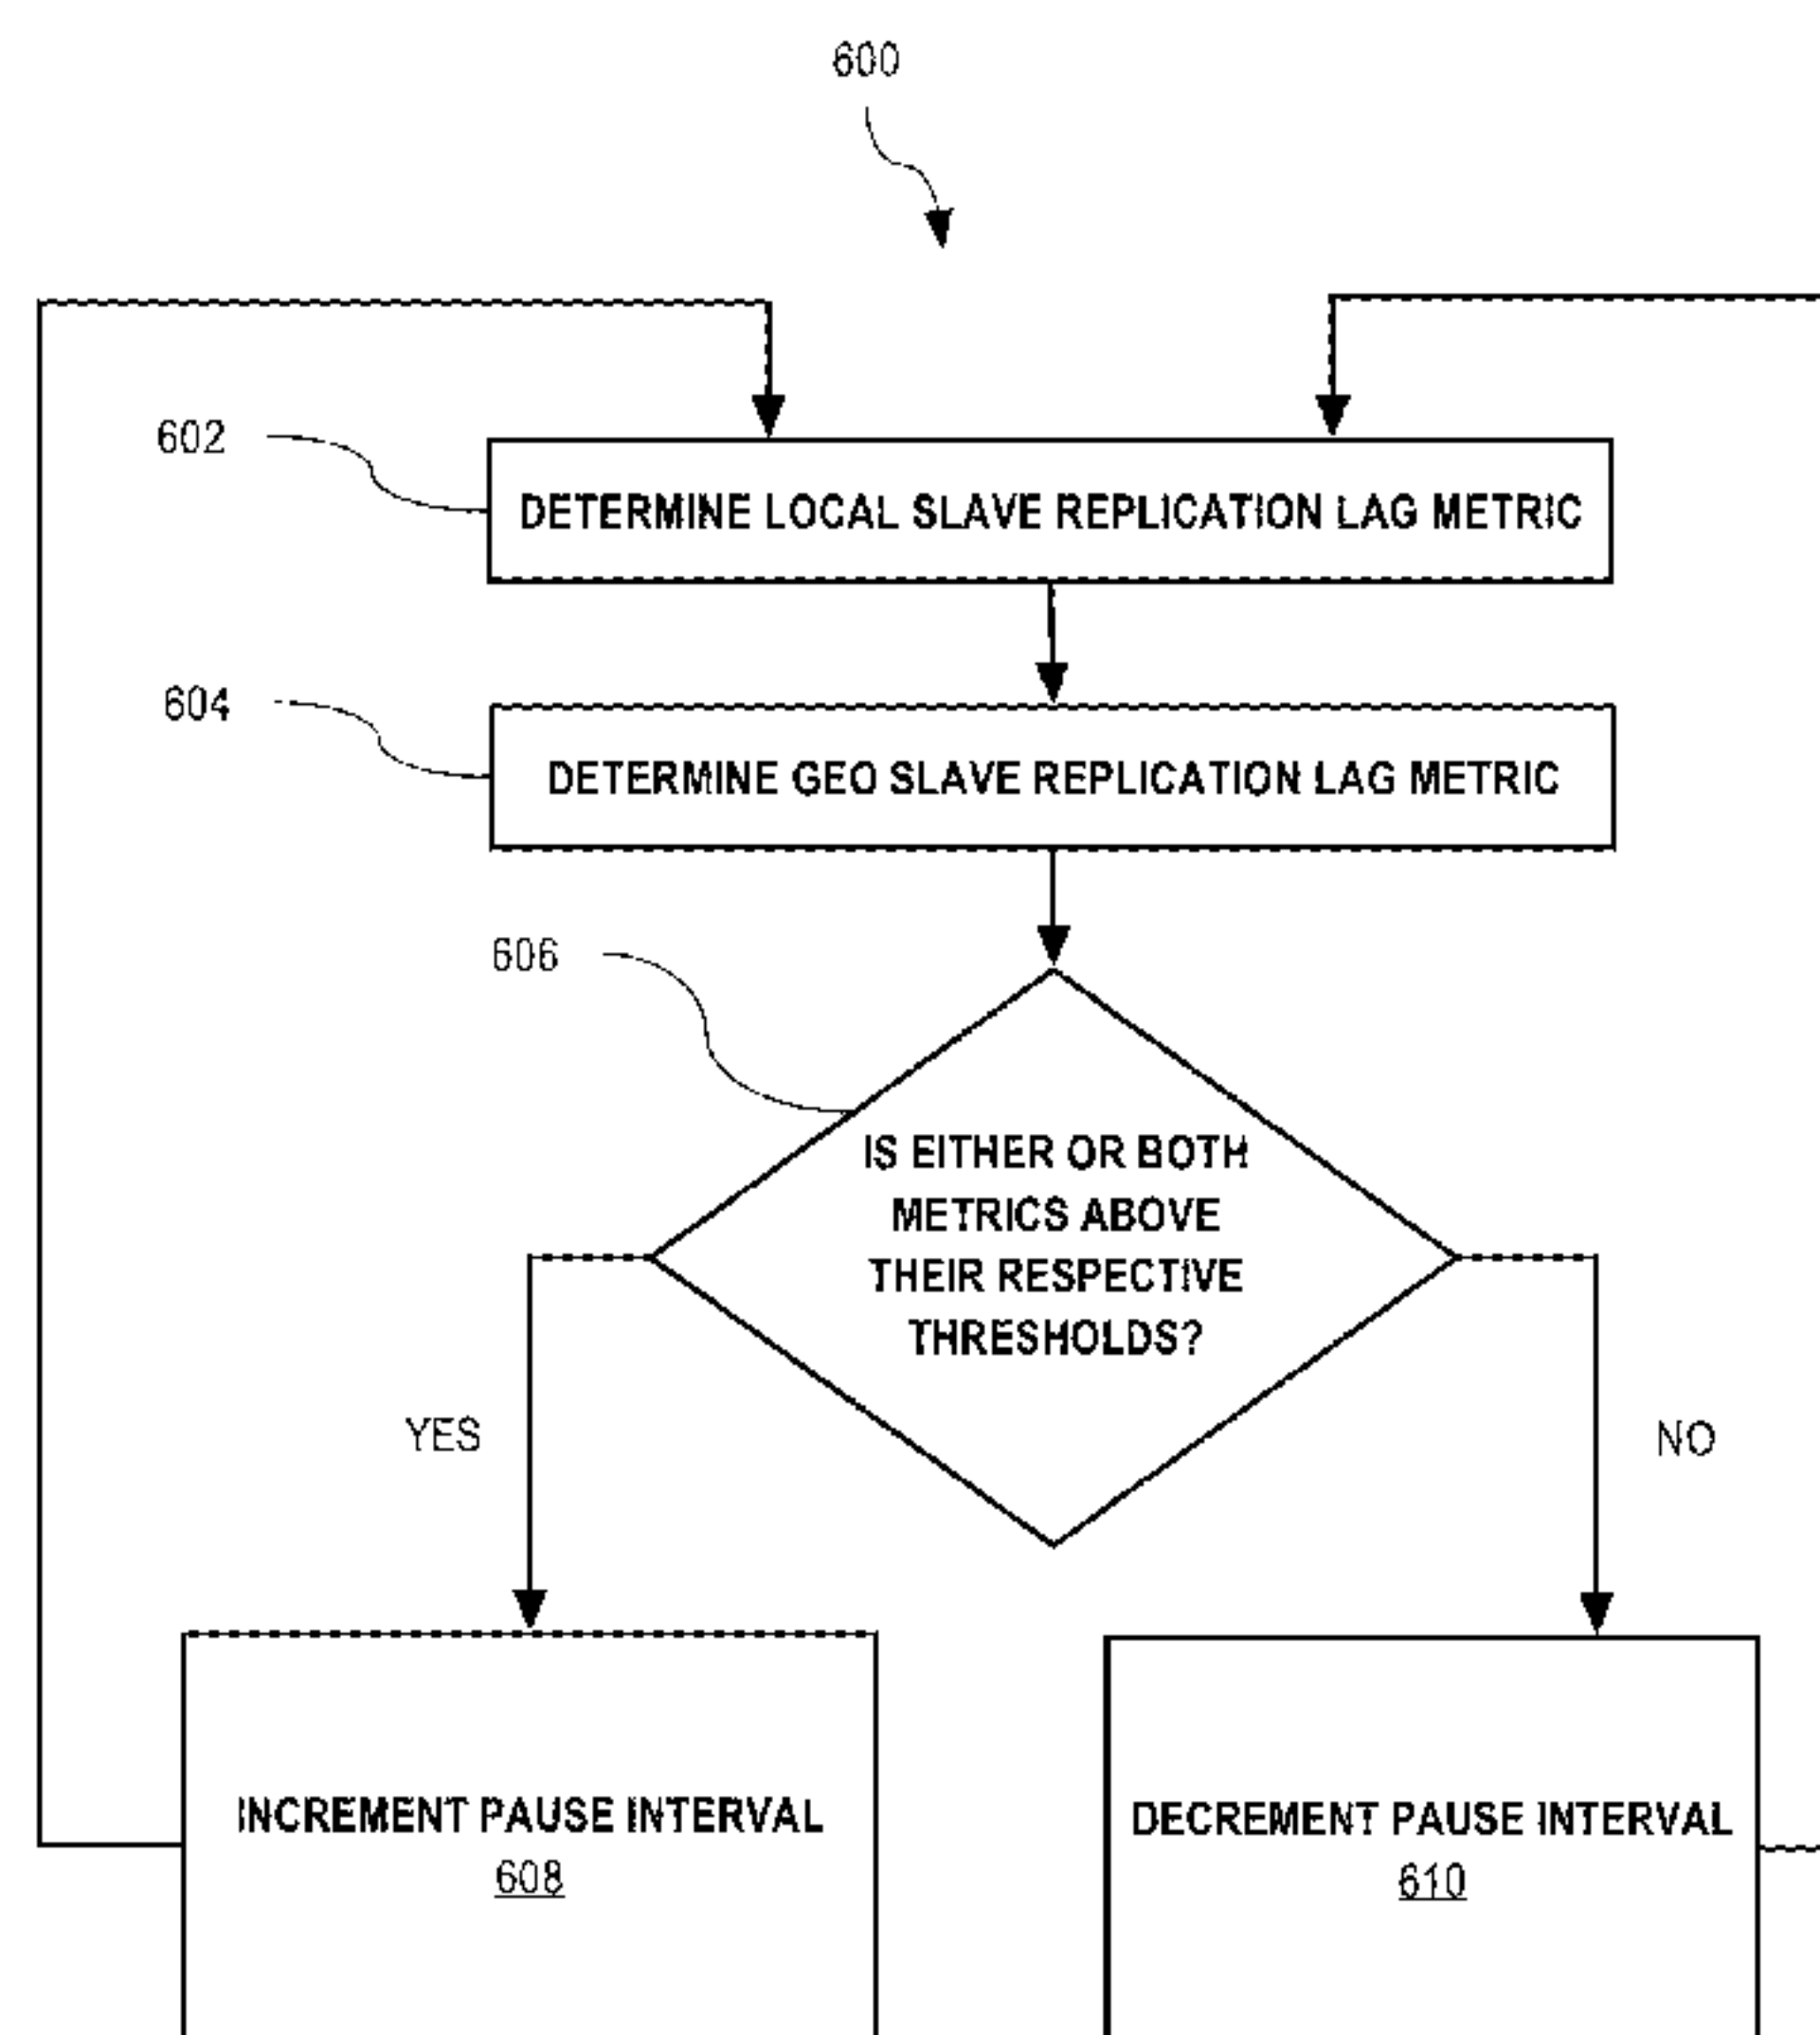 600
602
DETERMINE LOCAL SLAVE REPLICATION LAG METRIC
604
DETERMINE GEO SLAVE REPLICATION LAG METRIC
606
IS EITHER OR BOTH
METRICS ABOVE
THEIR RESPECTIVE
THRESHOLDS?
YES
NO
INCREMENT PAUSE INTERVAL
608
DECREMENT PAUSE INTERVAL
610